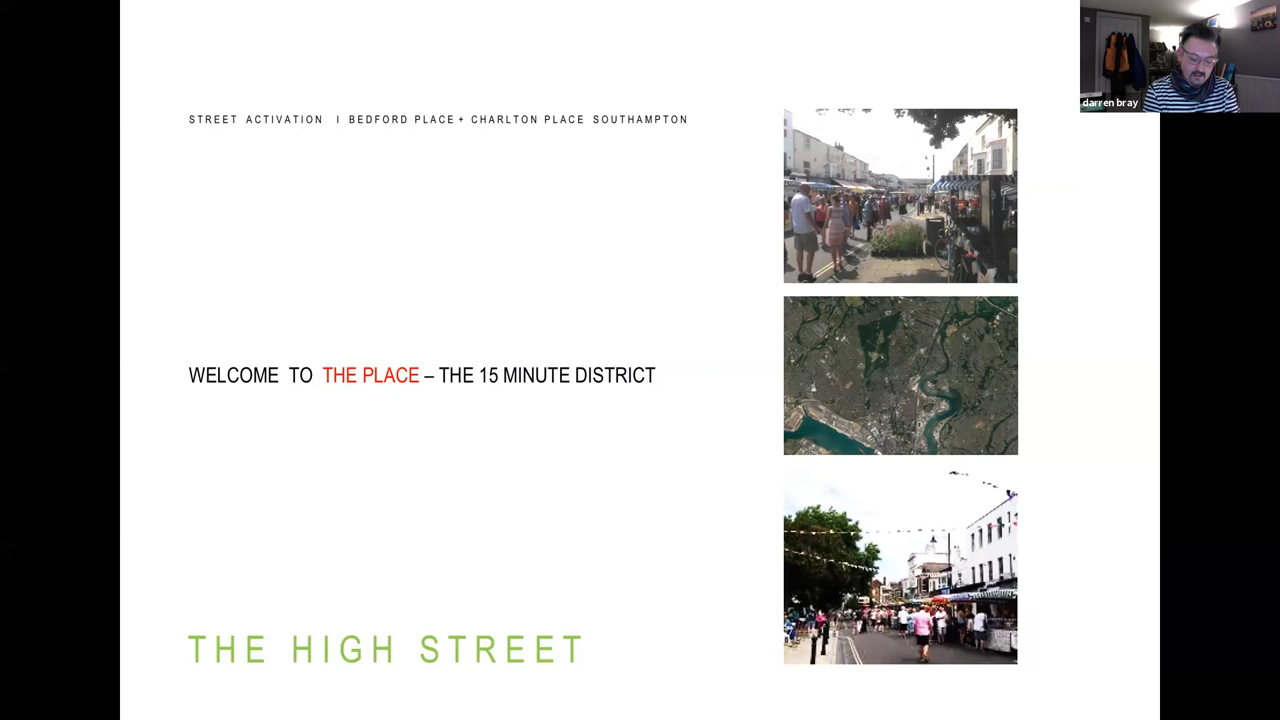 darren bray
STREET ACTIVATION I BEDFORD PLACE + CHARLTON PLACE SOUTHAMPTON
WELCOME TO THE PLACE – THE 15 MINUTE DISTRICT
THE HIGH STREET